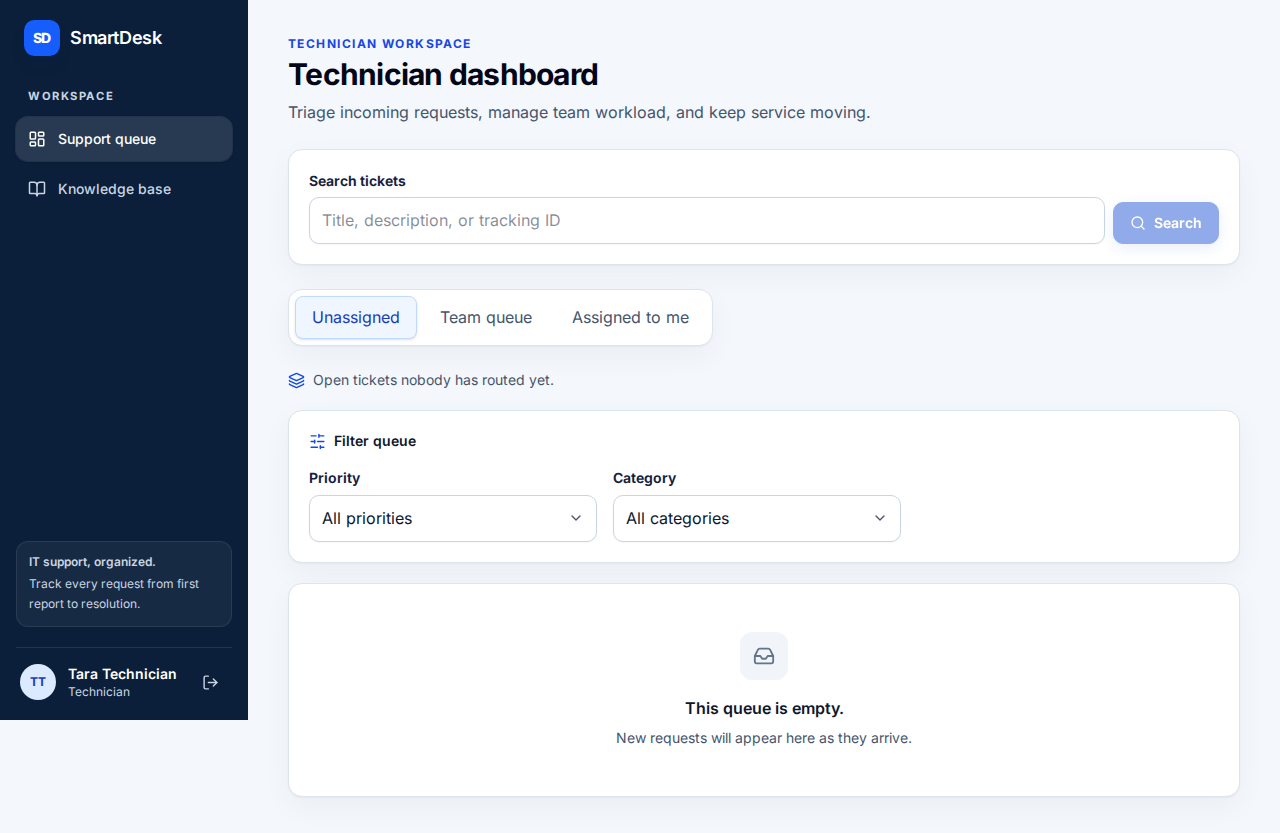 SD SmartDesk
WORKSPACE
Support queue
Knowledge base
IT support, organized.
Track every request from first
report to resolution.
TT
Tara Technician
Technician
TECHNICIAN WORKSPACE
Technician dashboard
Triage incoming requests, manage team workload, and keep service moving.
Search tickets
Title, description, or tracking ID
Search
Unassigned Team queue Assigned to me
Open tickets nobody has routed yet.
Filter queue
Priority Category
All priorities All categories
This queue is empty.
New requests will appear here as they arrive.